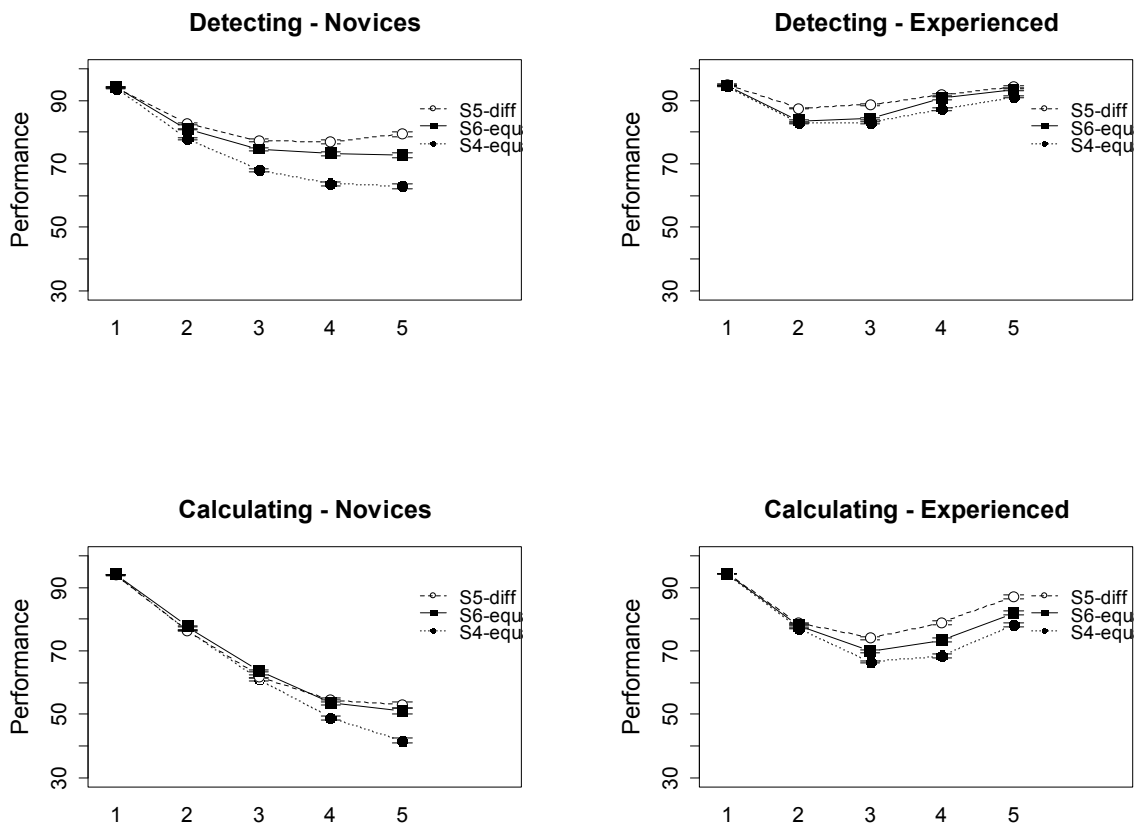 Detecting - Novices
Performance
90
70
50
30
S5-diff
S6-equ
S4-equ
1 2 3 4 5
Detecting - Experienced
Performance
90
70
50
30
S5-diff
S6-equ
S4-equ
1 2 3 4 5
Calculating - Novices
Performance
90
70
50
30
S5-diff
S6-equ
S4-equ
1 2 3 4 5
Calculating - Experienced
Performance
90
70
50
30
S5-diff
S6-equ
S4-equ
1 2 3 4 5